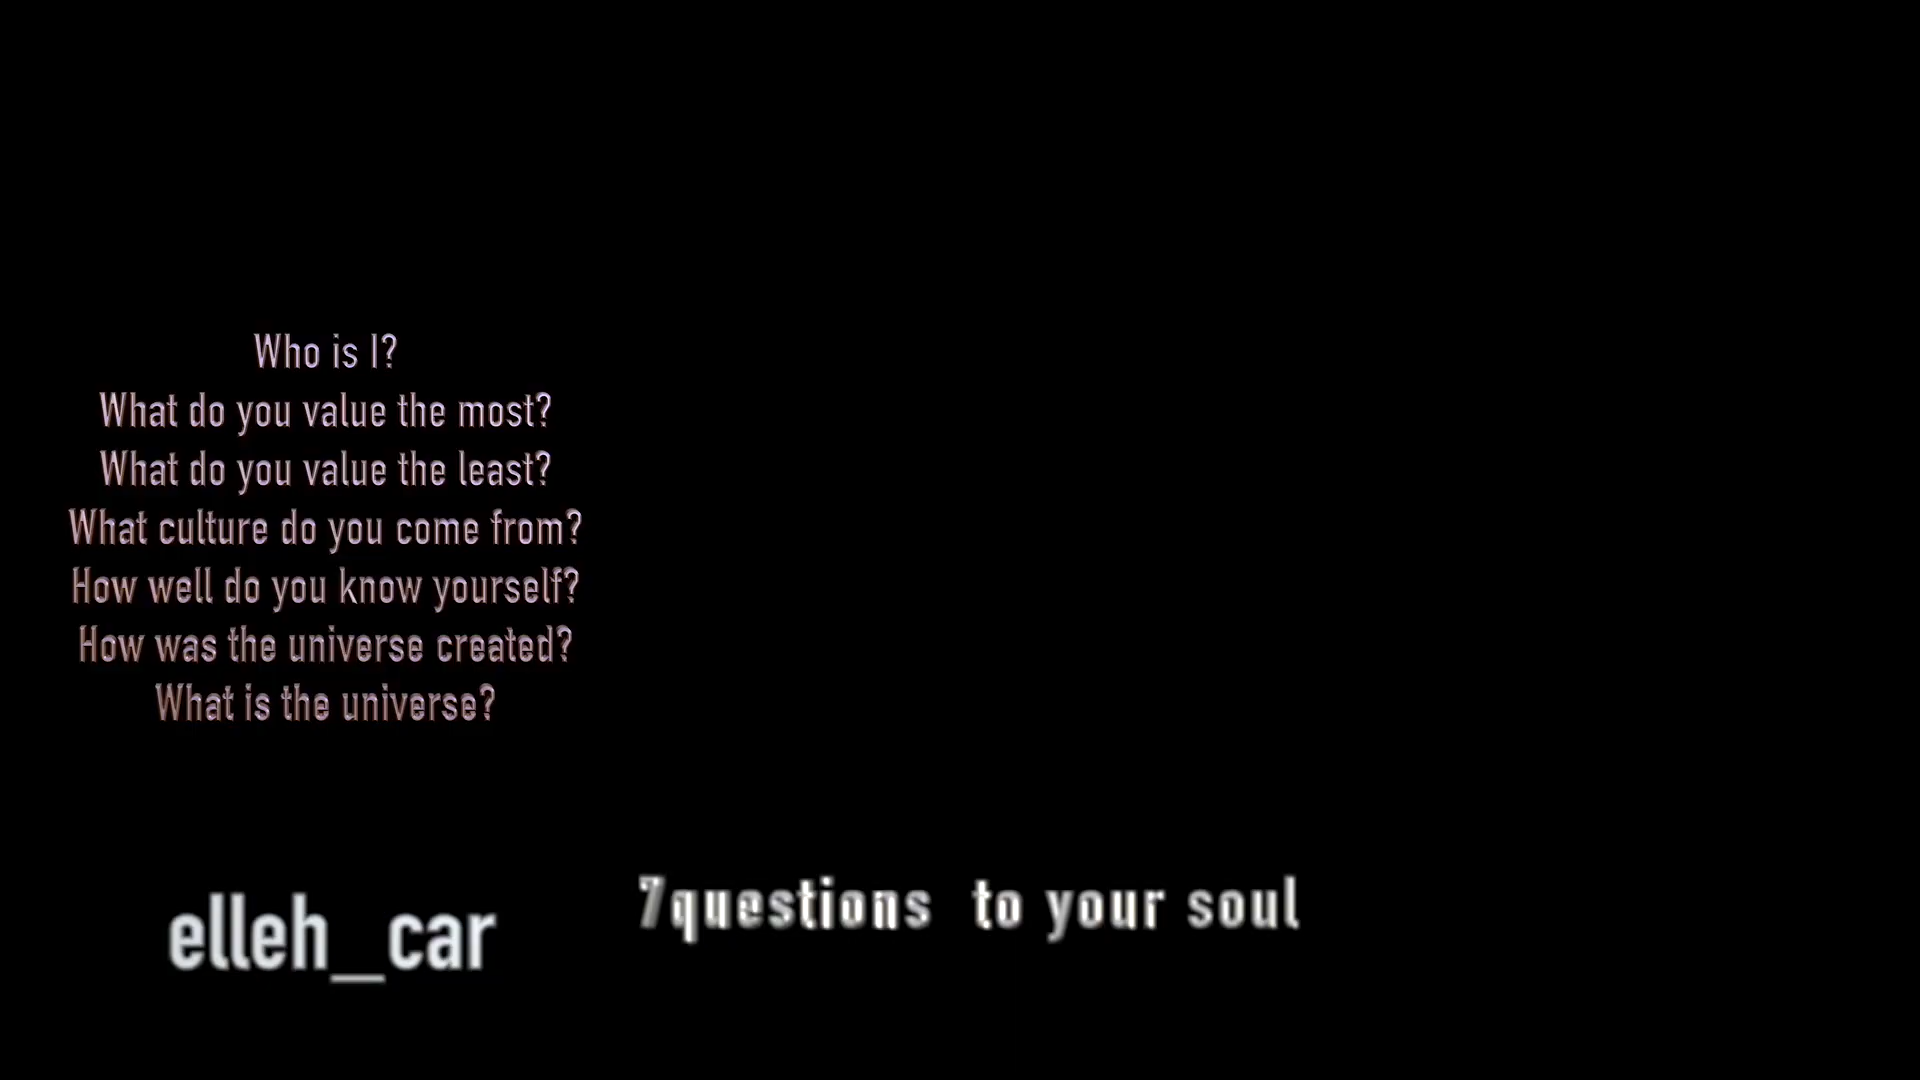 Who is I?
What do you value the most?
What do you value the least?
What culture do you come from?
How well do you know yourself?
How was the universe created?
What is the universe?
elleh_car
7questions to your soul